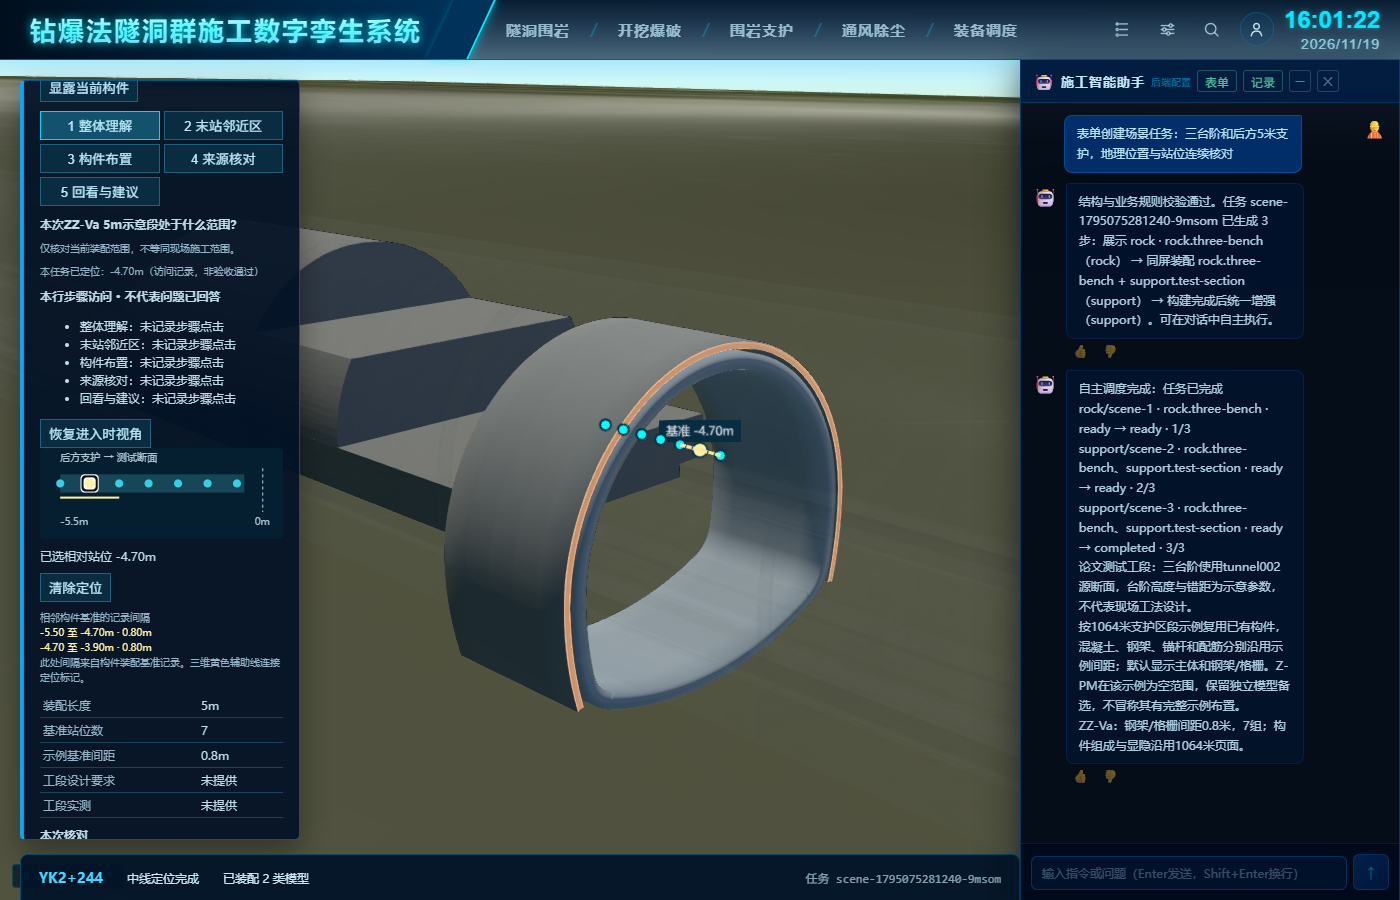 钻爆法隧洞群施工数字孪生系统
隧洞围岩 / 开挖爆破 / 围岩支护 / 通风除尘 / 装备调度
16:01:22
2026/11/19
显露当前构件
1 整体理解
2 末站邻近区
3 构件布置
4 来源核对
5 回看与建议
本次ZZ-Va 5m示意段处于什么范围?
仅核对当前装配范围，不等同现场施工范围。
本任务已定位：-4.70m（访问记录，非验收通过）
本行步骤访问 • 不代表问题已回答
整体理解：未记录步骤点击
末站邻近区：未记录步骤点击
构件布置：未记录步骤点击
来源核对：未记录步骤点击
回看与建议：未记录步骤点击
恢复进入时视角
后方支护 → 测试断面
-5.5m
0m
已选相对站位 -4.70m
清除定位
相邻构件基准的记录间隔
-5.50 至 -4.70m · 0.80m
-4.70 至 -3.90m · 0.80m
此处间隔来自构件装配基准记录。三维黄色辅助线连接
定位标记。
装配长度 5m
基准站位数 7
示例基准间距 0.8m
工段设计要求 未提供
工段实测 未提供
本次核对
基准 -4.70m
YK2+244 中线定位完成 已装配 2 类模型
任务 scene-1795075281240-9msom
施工智能助手 后端配置 表单 记录
表单创建场景任务：三台阶和后方5米支
护，地理位置与站位连续核对
结构与业务规则校验通过。任务 scene-
1795075281240-9msom 已生成 3
步：展示 rock · rock.three-bench
（rock） → 同屏装配 rock.three-
bench + support.test-section
（support） → 构建完成后统一增强
（support）。可在对话中自主执行。
自主调度完成：任务已完成
rock/scene-1 · rock.three-bench ·
ready → ready · 1/3
support/scene-2 · rock.three-
bench、support.test-section · ready
→ ready · 2/3
support/scene-3 · rock.three-
bench、support.test-section · ready
→ completed · 3/3
论文测试工段：三台阶使用tunnel002
源断面，台阶高度与错距为示意参数，
不代表现场工法设计。
按1064米支护区段示例复用已有构件，
混凝土、钢架、锚杆和配筋分别沿用示
例间距；默认显示主体和钢架/格栅。Z-
PM在该示例为空范围，保留独立模型备
选，不冒称其有完整示例布置。
ZZ-Va：钢架/格栅间距0.8米，7组；构
件组成与显隐沿用1064米页面。
输入指令或问题（Enter发送，Shift+Enter换行）